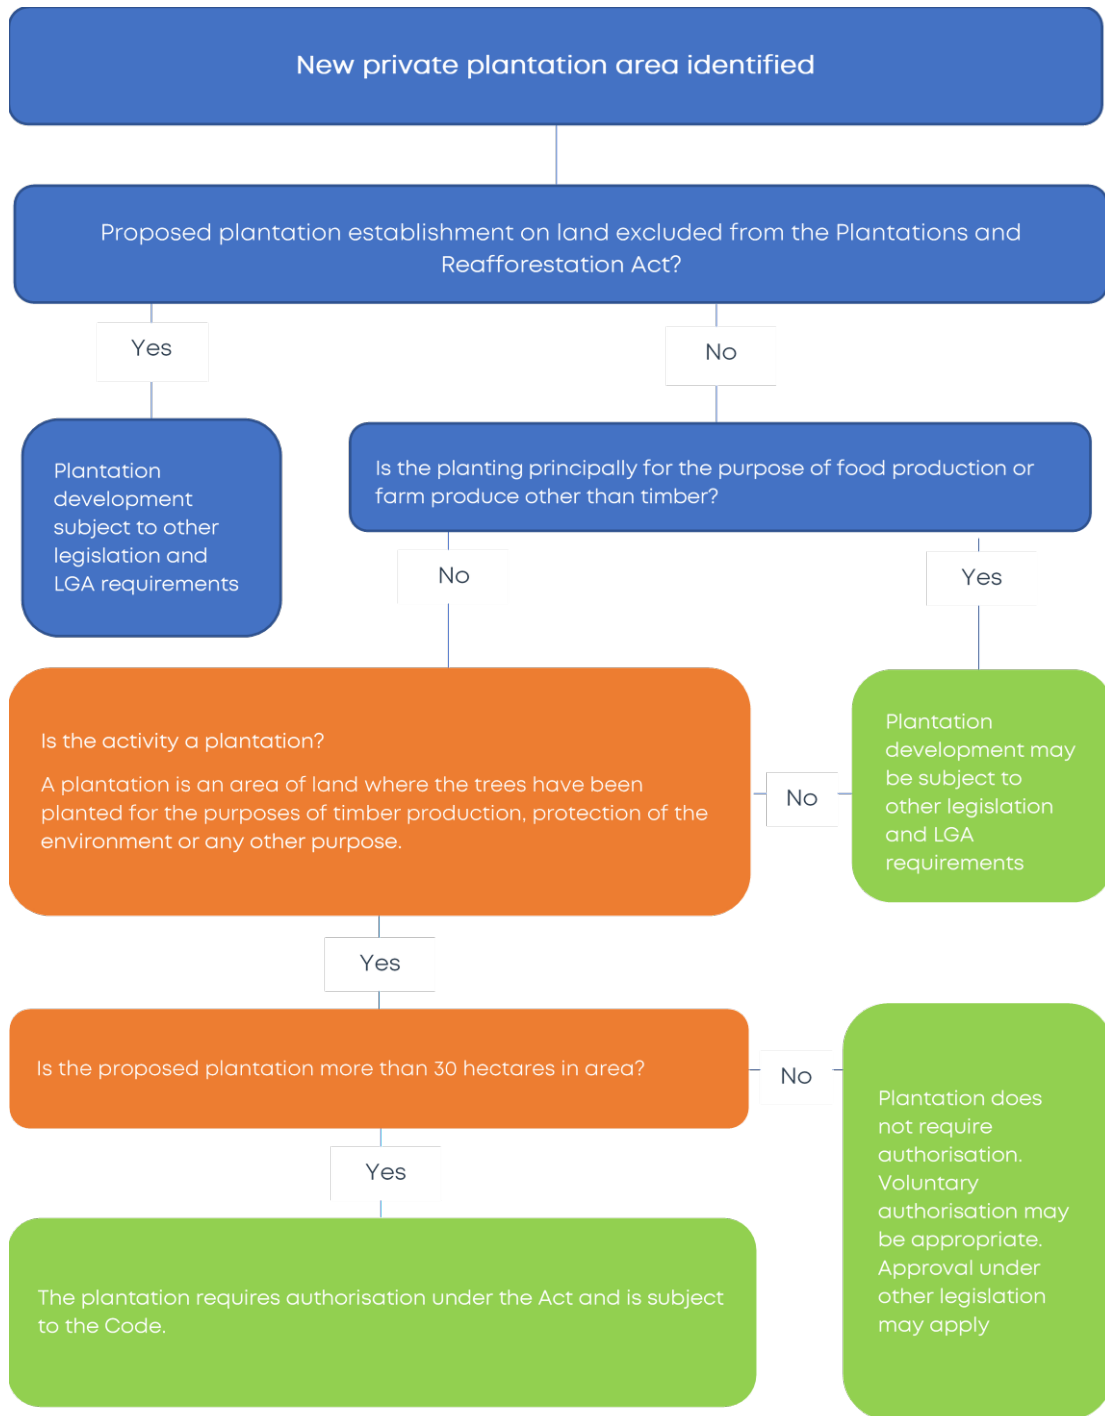 New private plantation area identified
Proposed plantation establishment on land excluded from the Plantations and
Reafforestation Act?
Yes
No
Plantation
development
subject to other
legislation and
LGA requirements
Is the planting principally for the purpose of food production or
farm produce other than timber?
No
Yes
Is the activity a plantation?
A plantation is an area of land where the trees have been
planted for the purposes of timber production, protection of the
environment or any other purpose.
No
Plantation
development may
be subject to
other legislation
and LGA
requirements
Yes
Is the proposed plantation more than 30 hectares in area?
No
Plantation does
not require
authorisation.
Voluntary
authorisation may
be appropriate.
Approval under
other legislation
may apply
Yes
The plantation requires authorisation under the Act and is subject
to the Code.